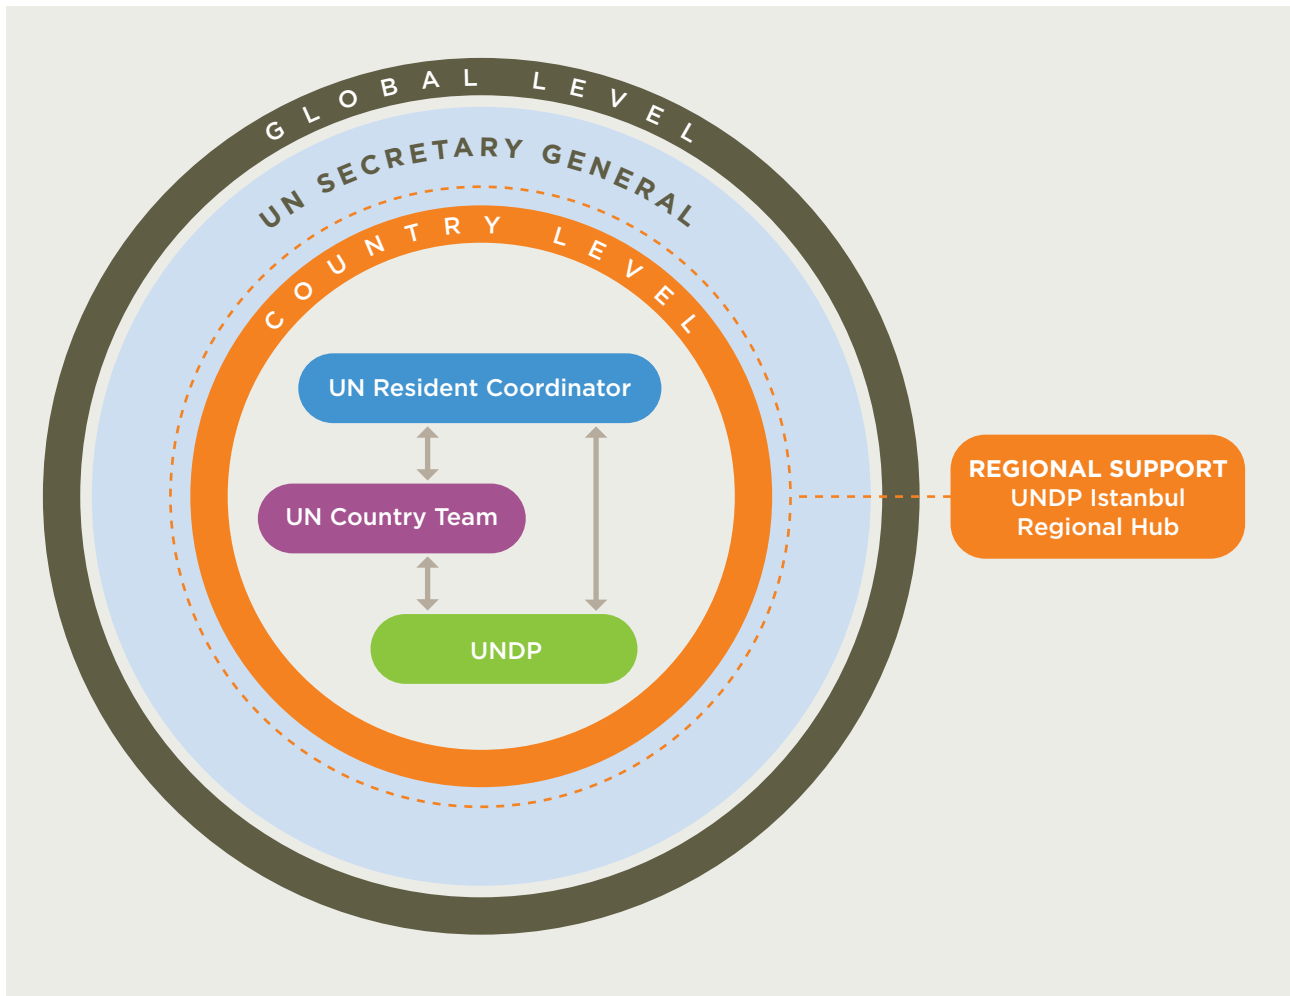 GLOBAL LEVEL
UN SECRETARY GENERAL
COUNTRY LEVEL
UN Resident Coordinator
UN Country Team
UNDP
REGIONAL SUPPORT
UNDP Istanbul
Regional Hub